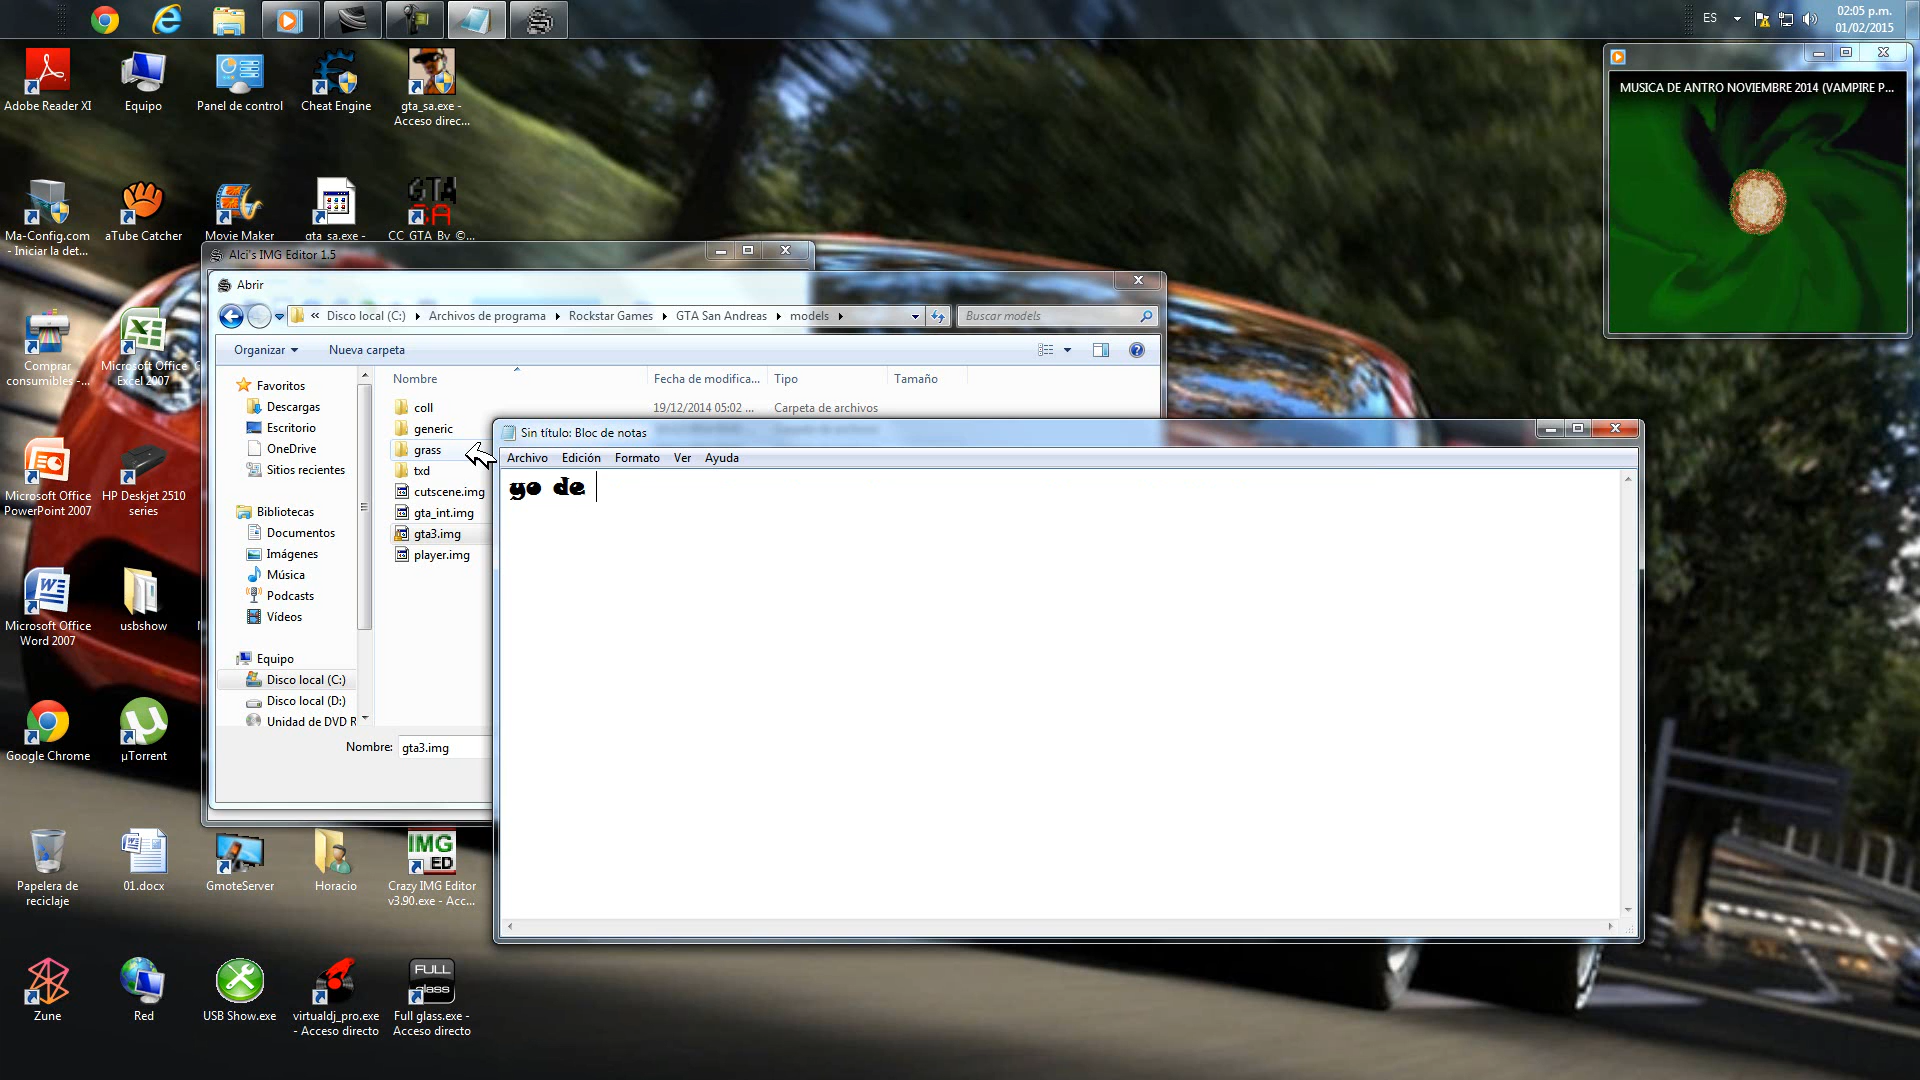 ES
02:05 p.m.
01/02/2015
Adobe Reader XI
Equipo
Panel de control
Cheat Engine
gta_sa.exe -
Acceso direc...
MUSICA DE ANTRO NOVIEMBRE 2014 (VAMPIRE P...
Ma-Config.com
- Iniciar la det...
aTube Catcher
Movie Maker
gta_sa.exe -
GTA
SA
CC GTA By ©...
Alci's IMG Editor 1.5
Abrir
« Disco local (C:)
Archivos de programa
Rockstar Games
GTA San Andreas
models
Buscar models
Organizar
Nueva carpeta
Nombre
Fecha de modifica...
Tipo
Tamaño
Favoritos
Descargas
Escritorio
OneDrive
Sitios recientes
Bibliotecas
Documentos
Imágenes
Música
Podcasts
Vídeos
Equipo
Disco local (C:)
Disco local (D:)
Unidad de DVD R
coll
19/12/2014 05:02 ...
Carpeta de archivos
generic
grass
txd
cutscene.img
gta_int.img
gta3.img
player.img
Nombre:
gta3.img
Sin título: Bloc de notas
Archivo
Edición
Formato
Ver
Ayuda
yo de
Comprar
consumibles -...
Microsoft Office
Excel 2007
Microsoft Office
PowerPoint 2007
HP Deskjet 2510
series
Microsoft Office
Word 2007
usbshow
Google Chrome
µTorrent
Papelera de
reciclaje
01.docx
GmoteServer
Horacio
IMG
ED
Crazy IMG Editor
v3.90.exe - Acc...
Zune
Red
USB Show.exe
virtualdj_pro.exe
- Acceso directo
FULL
glass
Full glass.exe -
Acceso directo